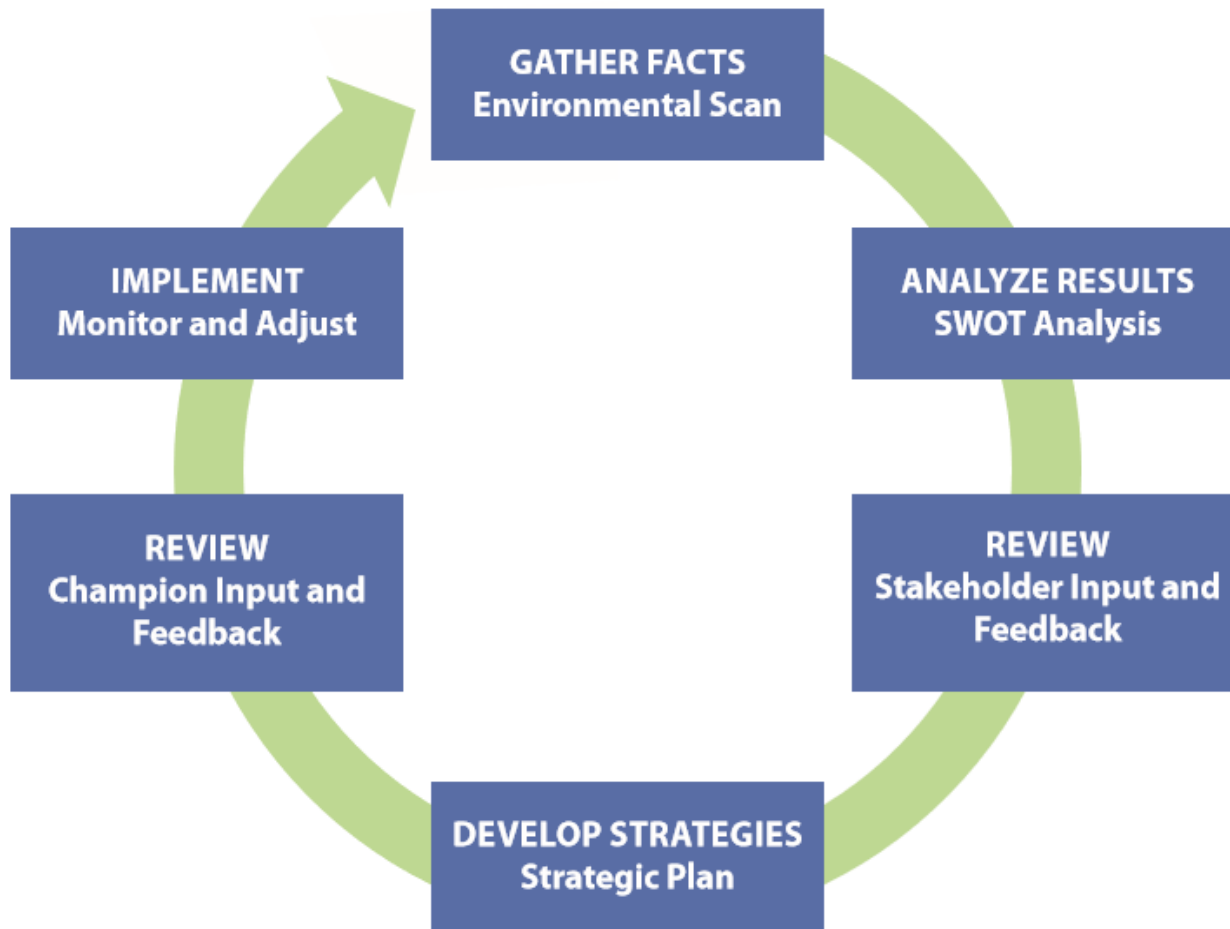 GATHER FACTS
Environmental Scan
ANALYZE RESULTS
SWOT Analysis
REVIEW
Stakeholder Input and
Feedback
DEVELOP STRATEGIES
Strategic Plan
REVIEW
Champion Input and
Feedback
IMPLEMENT
Monitor and Adjust